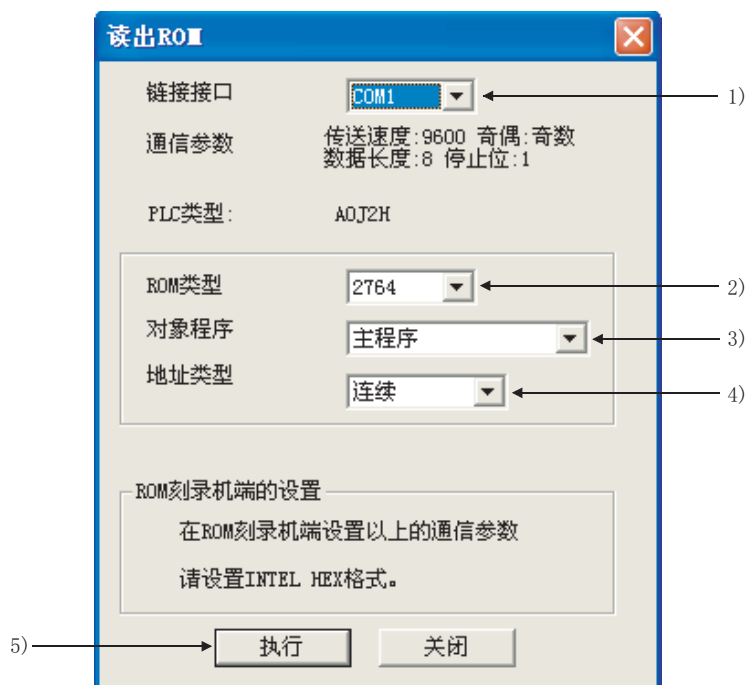 读出ROM
链接接口
COM1
1)
通信参数
传送速度:9600 奇偶:奇数
数据长度:8 停止位:1
PLC类型:
A0J2H
ROM类型
2764
2)
对象程序
主程序
3)
地址类型
连续
4)
ROM刻录机端的设置
在ROM刻录机端设置以上的通信参数
请设置INTEL HEX格式。
5)
执行
关闭